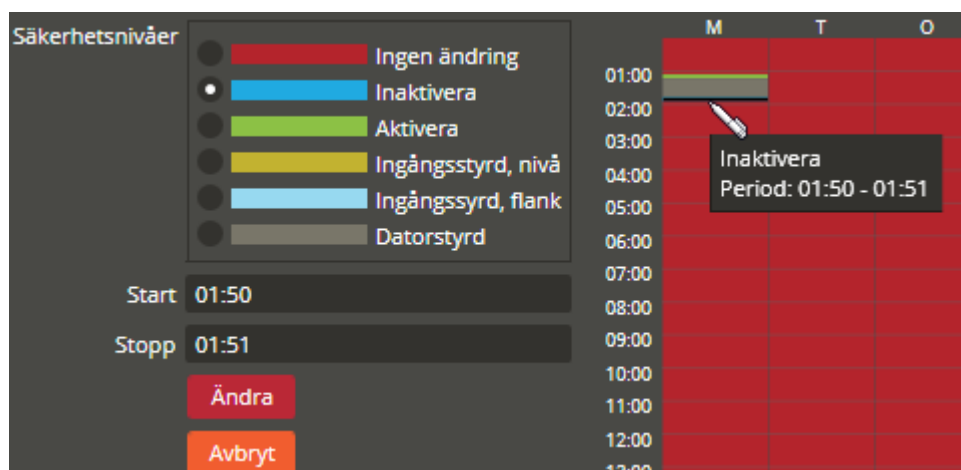 Säkerhetsnivåer
Ingen ändring
Inaktivera
Aktivera
Ingångsstyrd, nivå
Ingångssyrd, flank
Datorstyrd
Start 01:50
Stopp 01:51
Ändra
Avbryt
M T O
01:00
02:00
03:00
04:00
05:00
06:00
07:00
08:00
09:00
10:00
11:00
12:00
13:00
Inaktivera
Period: 01:50 - 01:51